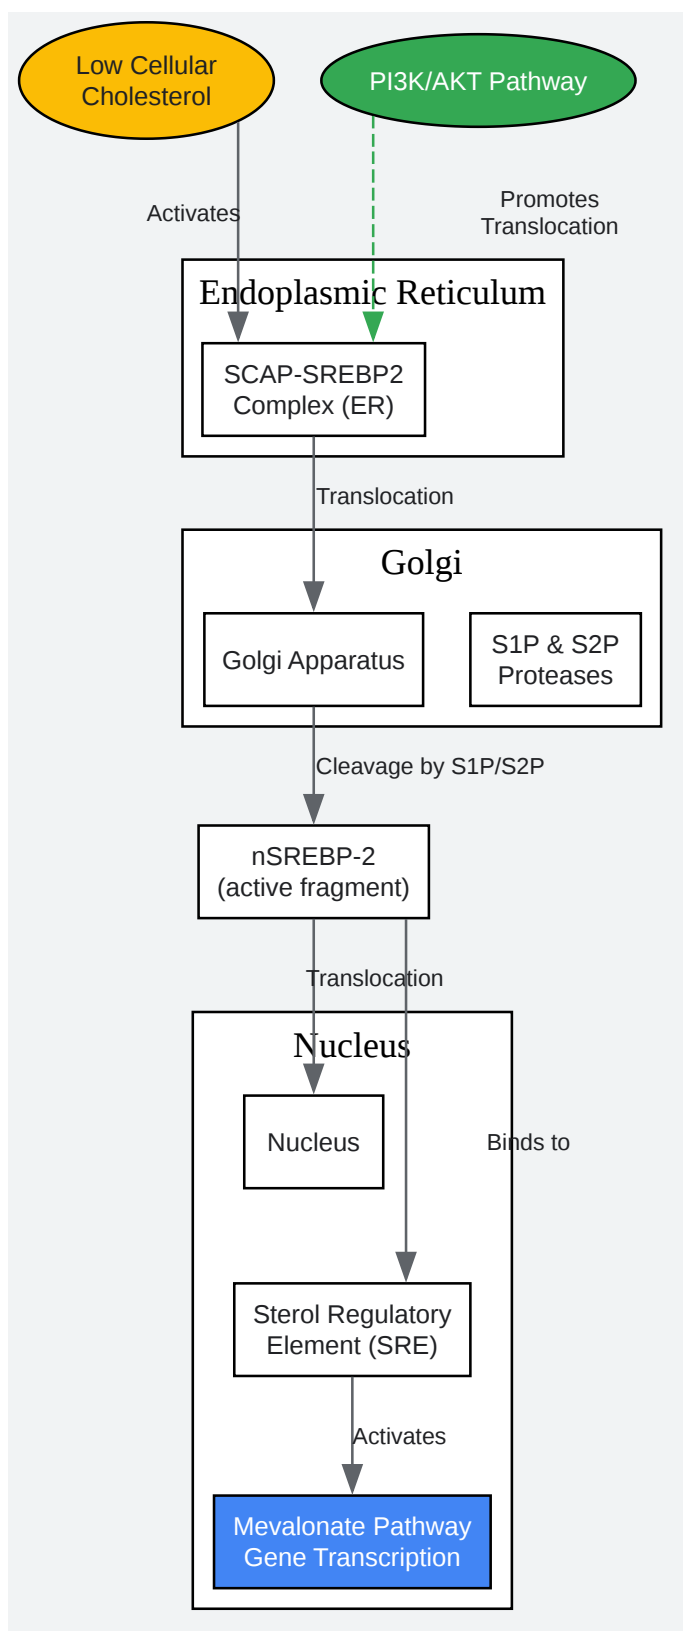 Low Cellular
Cholesterol
PI3K/AKT Pathway
Activates
Promotes
Translocation
Endoplasmic Reticulum
SCAP-SREBP2
Complex (ER)
Translocation
Golgi
Golgi Apparatus
S1P & S2P
Proteases
Cleavage by S1P/S2P
nSREBP-2
(active fragment)
Translocation
Nucleus
Nucleus
Binds to
Sterol Regulatory
Element (SRE)
Activates
Mevalonate Pathway
Gene Transcription